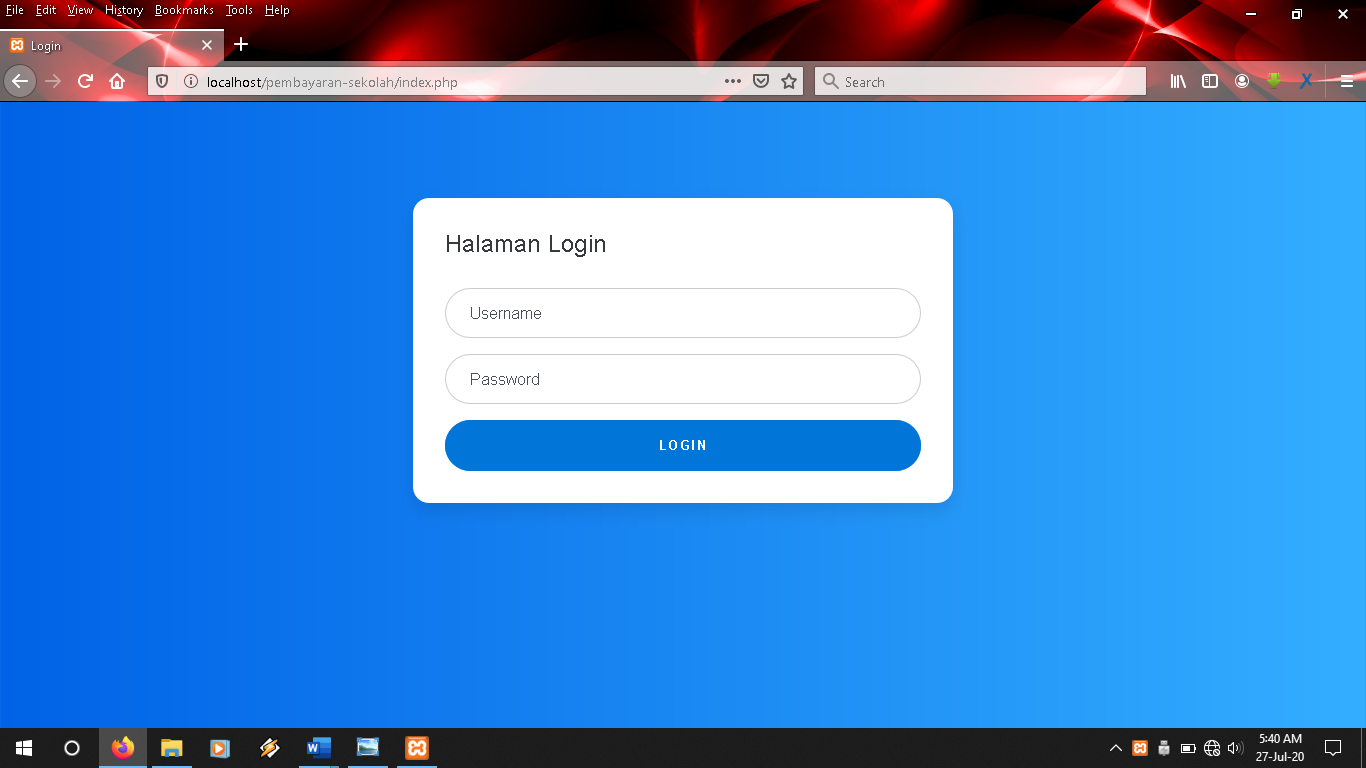 File Edit View History Bookmarks Tools Help
Login
localhost/pembayaran-sekolah/index.php
Search
Halaman Login
Username
Password
LOGIN
5:40 AM
27-Jul-20